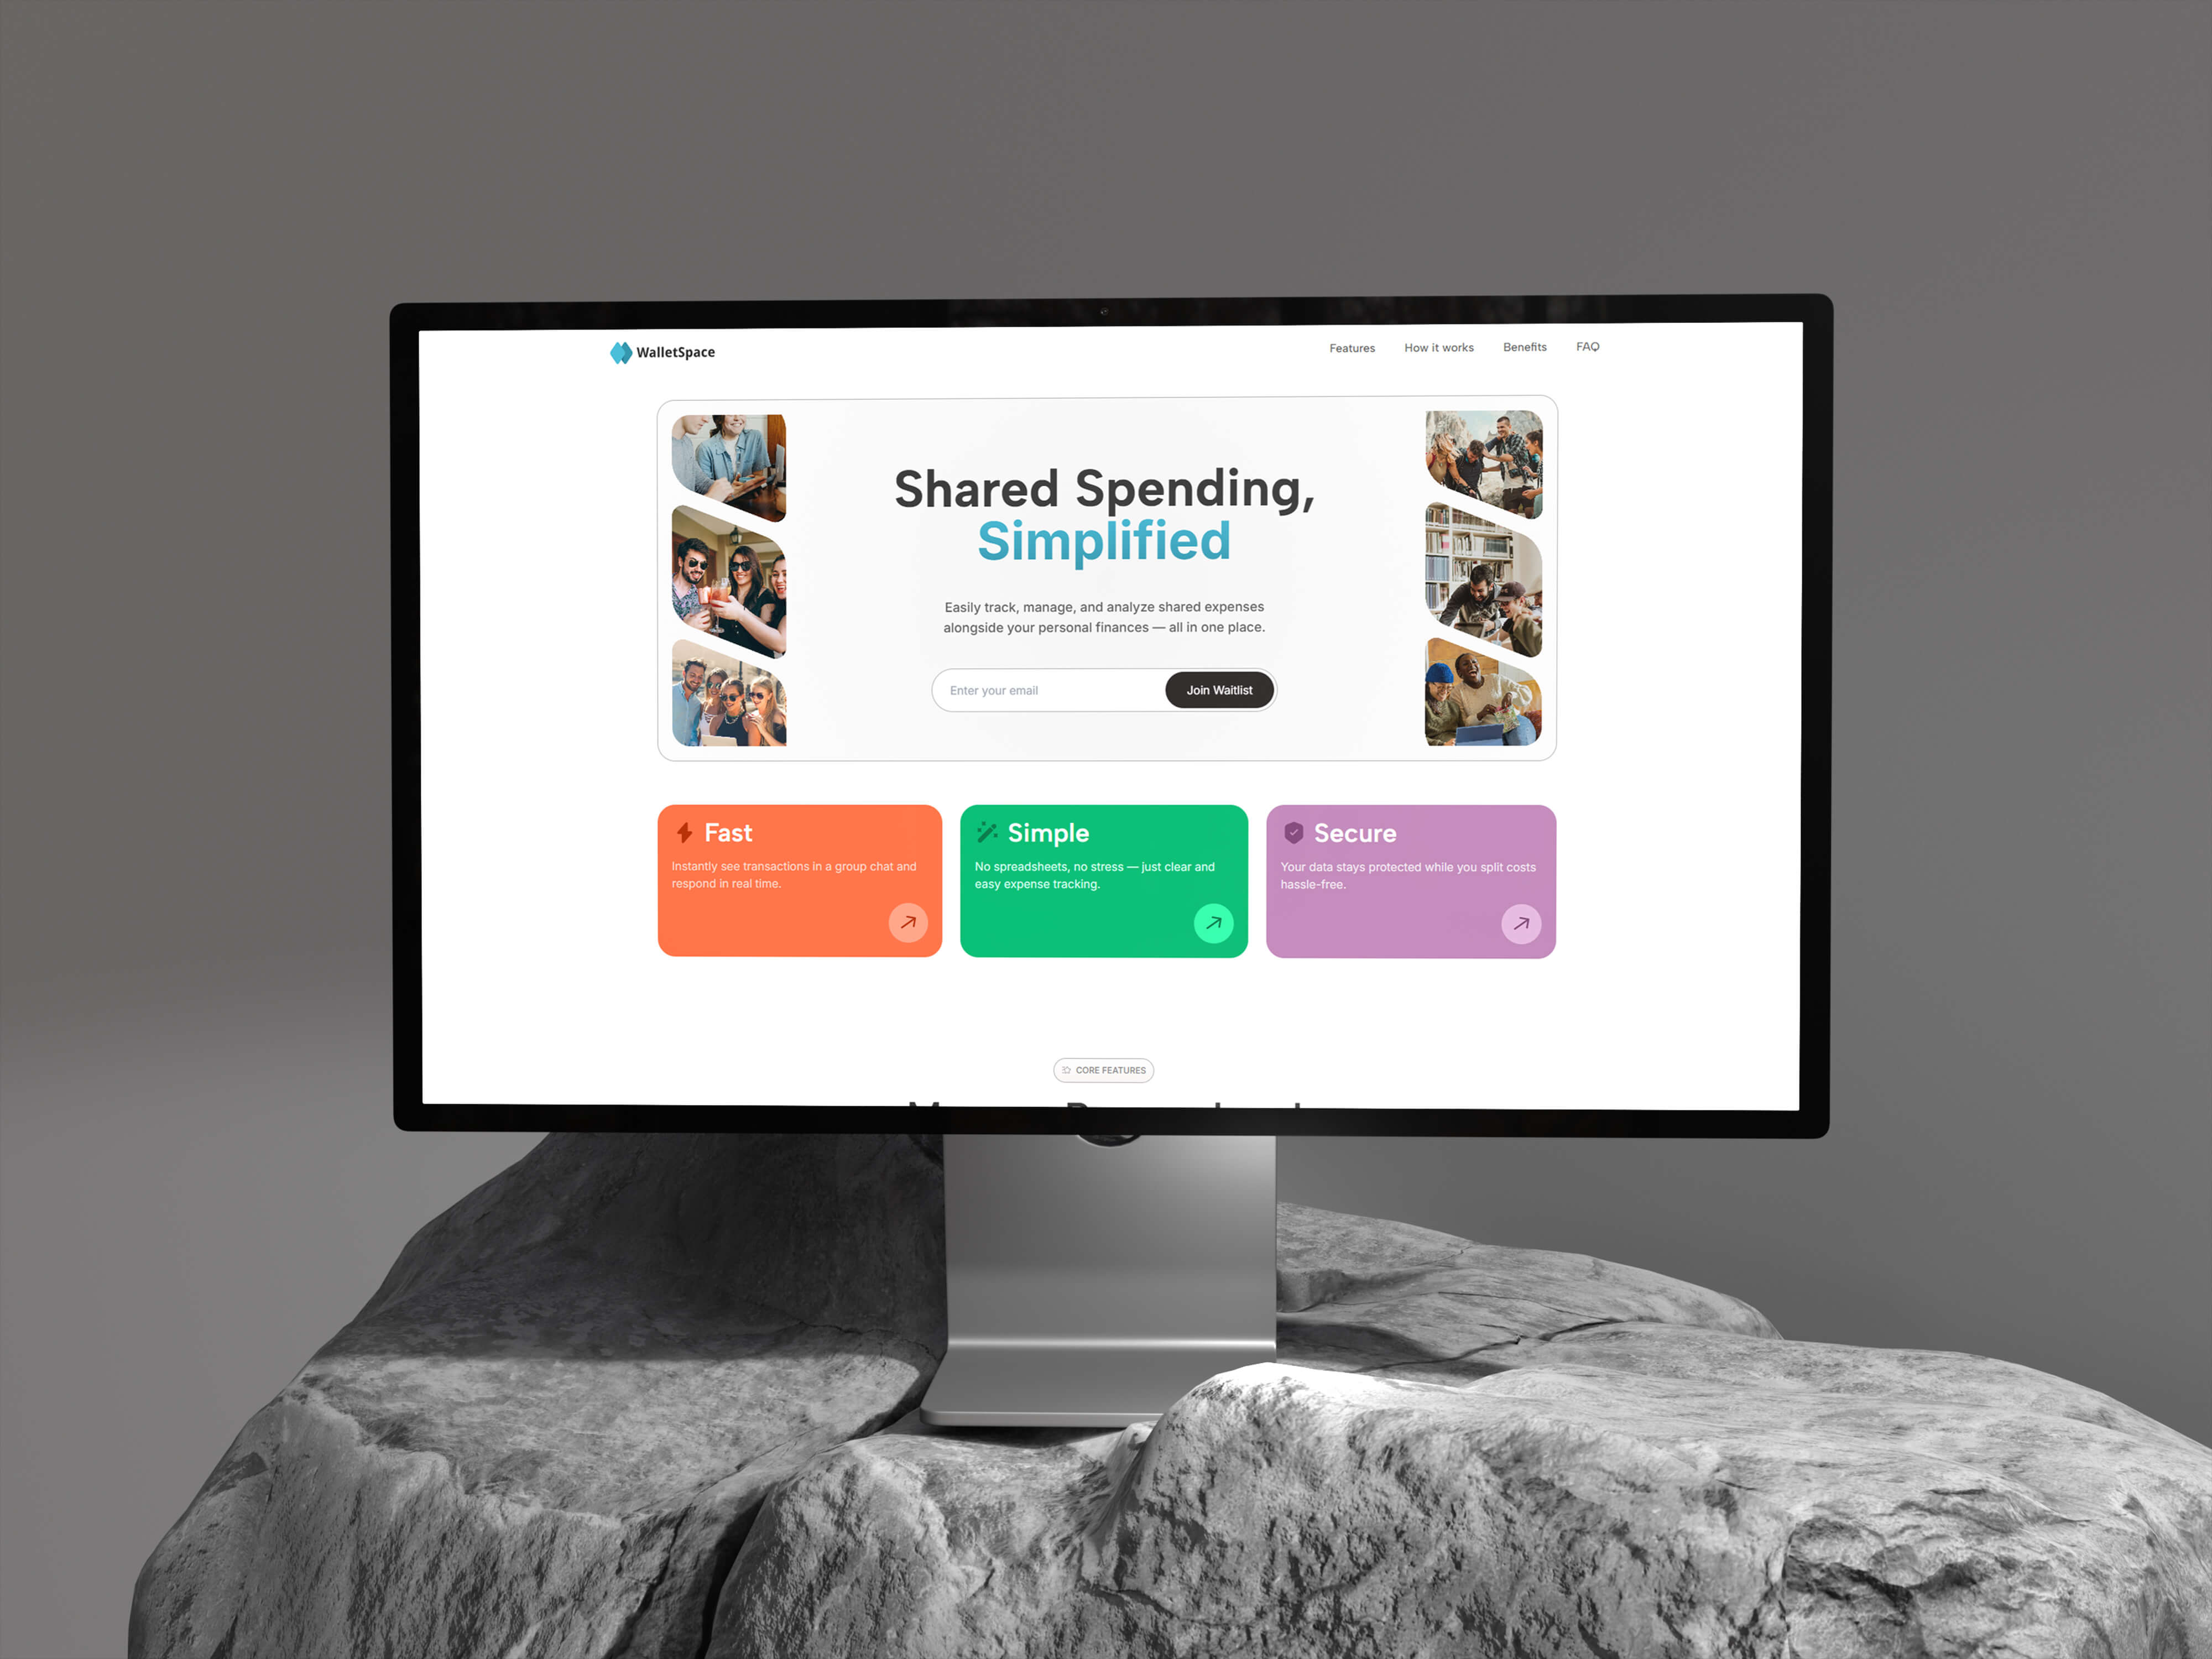 WalletSpace
Features
How it works
Benefits
FAQ
Shared Spending,
Simplified
Easily track, manage, and analyze shared expenses
alongside your personal finances — all in one place.
Enter your email
Join Waitlist
Fast
Instantly see transactions in a group chat and
respond in real time.
Simple
No spreadsheets, no stress — just clear and
easy expense tracking.
Secure
Your data stays protected while you split costs
hassle-free.
CORE FEATURES